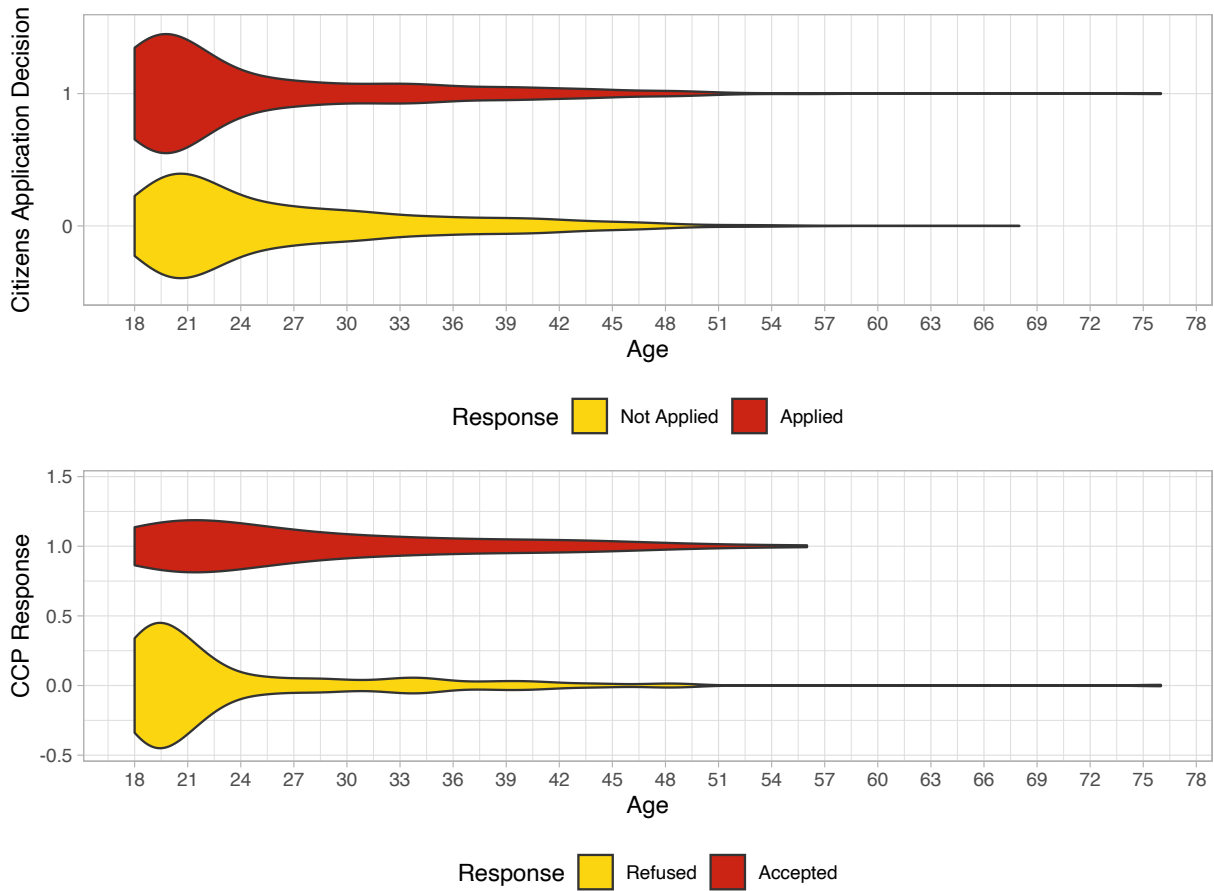 Citizens Application Decision
1
0
18 21 24 27 30 33 36 39 42 45 48 51 54 57 60 63 66 69 72 75 78
Age
Response Not Applied Applied
CCP Response
1.5
1.0
0.5
0.0
-0.5
18 21 24 27 30 33 36 39 42 45 48 51 54 57 60 63 66 69 72 75 78
Age
Response Refused Accepted